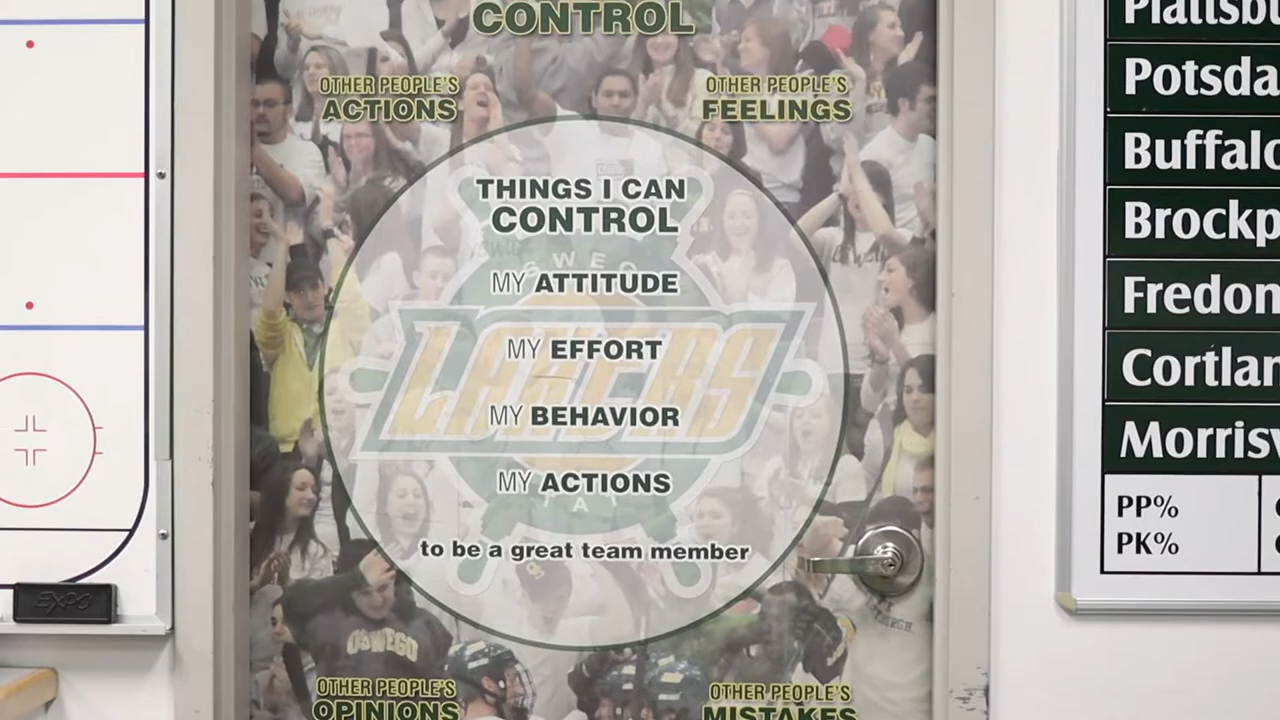 CONTROL
OTHER PEOPLE'S
ACTIONS
OTHER PEOPLE'S
FEELINGS
THINGS I CAN
CONTROL
MY ATTITUDE
MY EFFORT
MY BEHAVIOR
MY ACTIONS
to be a great team member
LAKERS
OSWEGO
OTHER PEOPLE'S
OPINIONS
OTHER PEOPLE'S
MISTAKES
EXPO
Plattsbu
Potsda
Buffalo
Brockp
Fredon
Cortlan
Morrisv
PP%
PK%